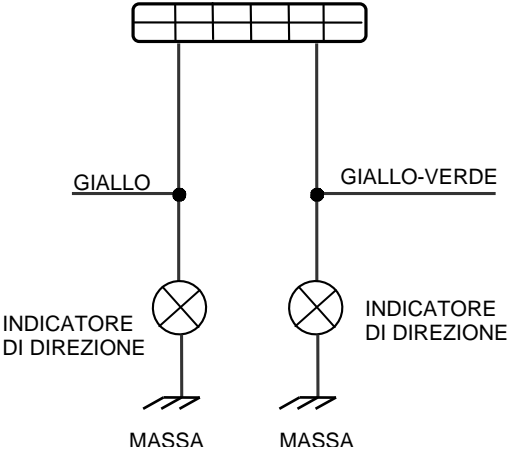 GIALLO
GIALLO-VERDE
INDICATORE
DI DIREZIONE
INDICATORE
DI DIREZIONE
MASSA
MASSA